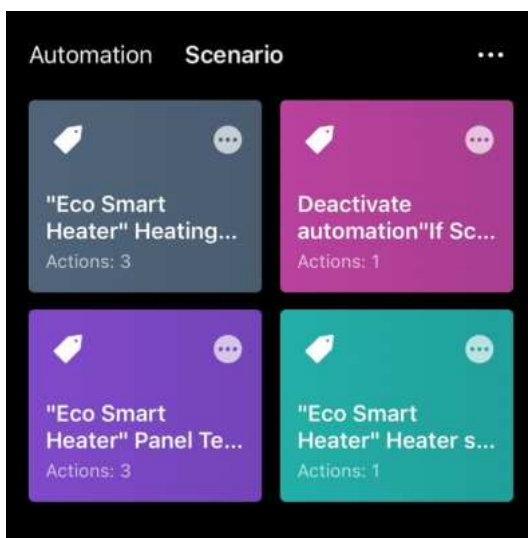 Automation Scenario
"Eco Smart
Heater" Heating...
Actions: 3
Deactivate
automation"If Sc...
Actions: 1
"Eco Smart
Heater" Panel Te...
Actions: 3
"Eco Smart
Heater" Heater s...
Actions: 1